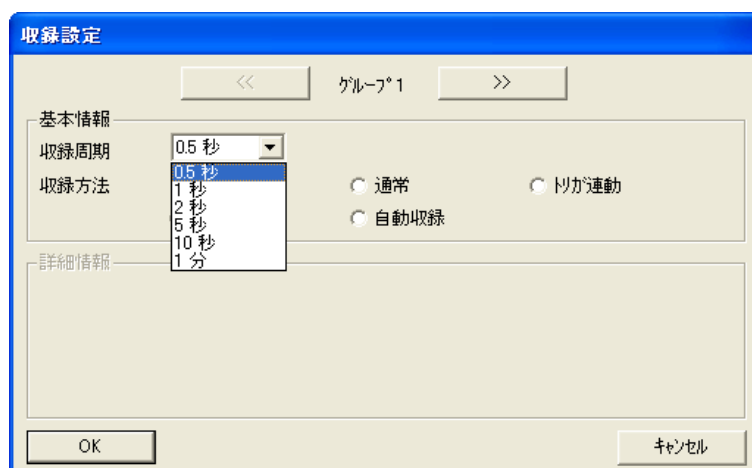 収録設定
<< ｸﾞﾙｰﾌﾟ1 >>
基本情報
収録周期 0.5 秒
0.5 秒
1 秒
2 秒
5 秒
10 秒
1 分
収録方法 通常 ﾄﾘｶﾞ連動
自動収録
詳細情報
OK ｷｬﾝｾﾙ